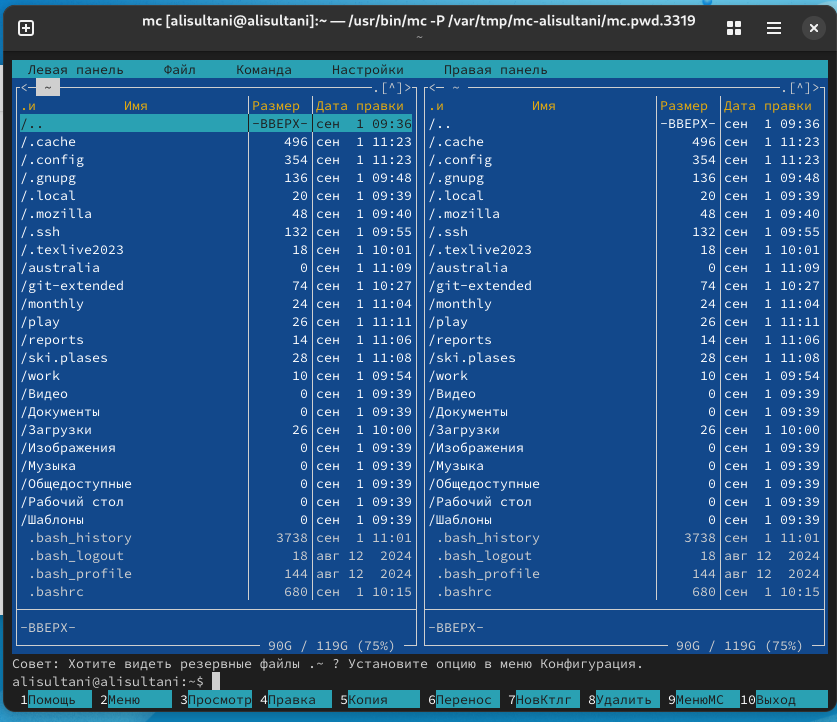 mc [alisultani@alisultani]:~ — /usr/bin/mc -P /var/tmp/mc-alisultani/mc.pwd.3319
~
Левая панель Файл Команда Настройки Правая панель
<- ~ .[^]> <- ~ .[^]>
.и Имя Размер Дата правки .и Имя Размер Дата правки
/.. -ВВЕРХ- сен 1 09:36 /.. -ВВЕРХ- сен 1 09:36
/.cache 496 сен 1 11:23 /.cache 496 сен 1 11:23
/.config 354 сен 1 11:23 /.config 354 сен 1 11:23
/.gnupg 136 сен 1 09:48 /.gnupg 136 сен 1 09:48
/.local 20 сен 1 09:39 /.local 20 сен 1 09:39
/.mozilla 48 сен 1 09:40 /.mozilla 48 сен 1 09:40
/.ssh 132 сен 1 09:55 /.ssh 132 сен 1 09:55
/.texlive2023 18 сен 1 10:01 /.texlive2023 18 сен 1 10:01
/australia 0 сен 1 11:09 /australia 0 сен 1 11:09
/git-extended 74 сен 1 10:27 /git-extended 74 сен 1 10:27
/monthly 24 сен 1 11:04 /monthly 24 сен 1 11:04
/play 26 сен 1 11:11 /play 26 сен 1 11:11
/reports 14 сен 1 11:06 /reports 14 сен 1 11:06
/ski.plases 28 сен 1 11:08 /ski.plases 28 сен 1 11:08
/work 10 сен 1 09:54 /work 10 сен 1 09:54
/Видео 0 сен 1 09:39 /Видео 0 сен 1 09:39
/Документы 0 сен 1 09:39 /Документы 0 сен 1 09:39
/Загрузки 26 сен 1 10:00 /Загрузки 26 сен 1 10:00
/Изображения 0 сен 1 09:39 /Изображения 0 сен 1 09:39
/Музыка 0 сен 1 09:39 /Музыка 0 сен 1 09:39
/Общедоступные 0 сен 1 09:39 /Общедоступные 0 сен 1 09:39
/Рабочий стол 0 сен 1 09:39 /Рабочий стол 0 сен 1 09:39
/Шаблоны 0 сен 1 09:39 /Шаблоны 0 сен 1 09:39
.bash_history 3738 сен 1 11:01 .bash_history 3738 сен 1 11:01
.bash_logout 18 авг 12 2024 .bash_logout 18 авг 12 2024
.bash_profile 144 авг 12 2024 .bash_profile 144 авг 12 2024
.bashrc 680 сен 1 10:15 .bashrc 680 сен 1 10:15
-ВВЕРХ- -ВВЕРХ-
90G / 119G (75%) 90G / 119G (75%)
Совет: Хотите видеть резервные файлы .~ ? Установите опцию в меню Конфигурация.
alisultani@alisultani:~$
1Помощь 2Меню 3Просмотр 4Правка 5Копия 6Перенос 7НовКтлг 8Удалить 9МенюMC 10Выход